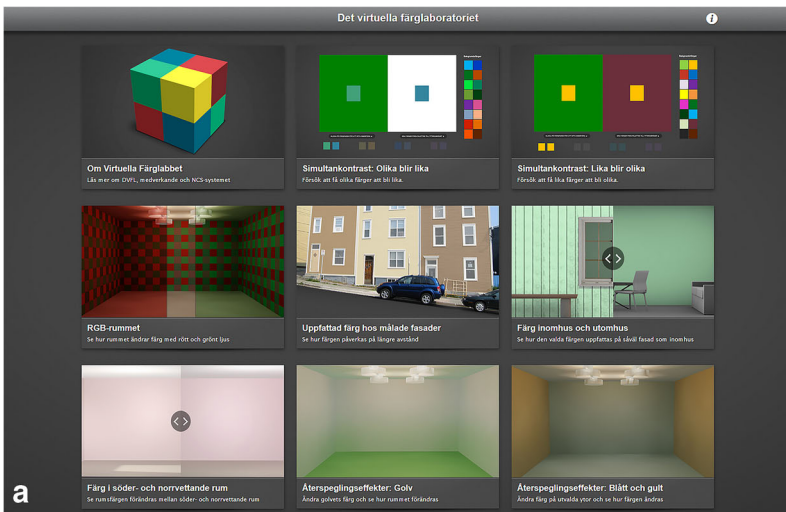 Det virtuella färglaboratoriet
i
Om Virtuella Färglabbet
Läs mer om DVFL, medverkande och NCS-systemet
Simultankontrast: Olika blir lika
Försök att få olika färger att bli lika.
Simultankontrast: Lika blir olika
Försök att få lika färger att bli olika.
RGB-rummet
Se hur rummet ändrar färg med rött och grönt ljus
Uppfattad färg hos målade fasader
Se hur färgen påverkas på längre avstånd
Färg inomhus och utomhus
Se hur den valda färgen uppfattas på såväl fasad som inomhus
Färg i söder- och norrvettande rum
Se rumsfärgen förändras mellan söder- och norrvettande rum
Återspeglingseffekter: Golv
Ändra golvets färg och se hur rummet förändras
Återspeglingseffekter: Blått och gult
Ändra färg på utvalda ytor och se hur färgen ändras
a